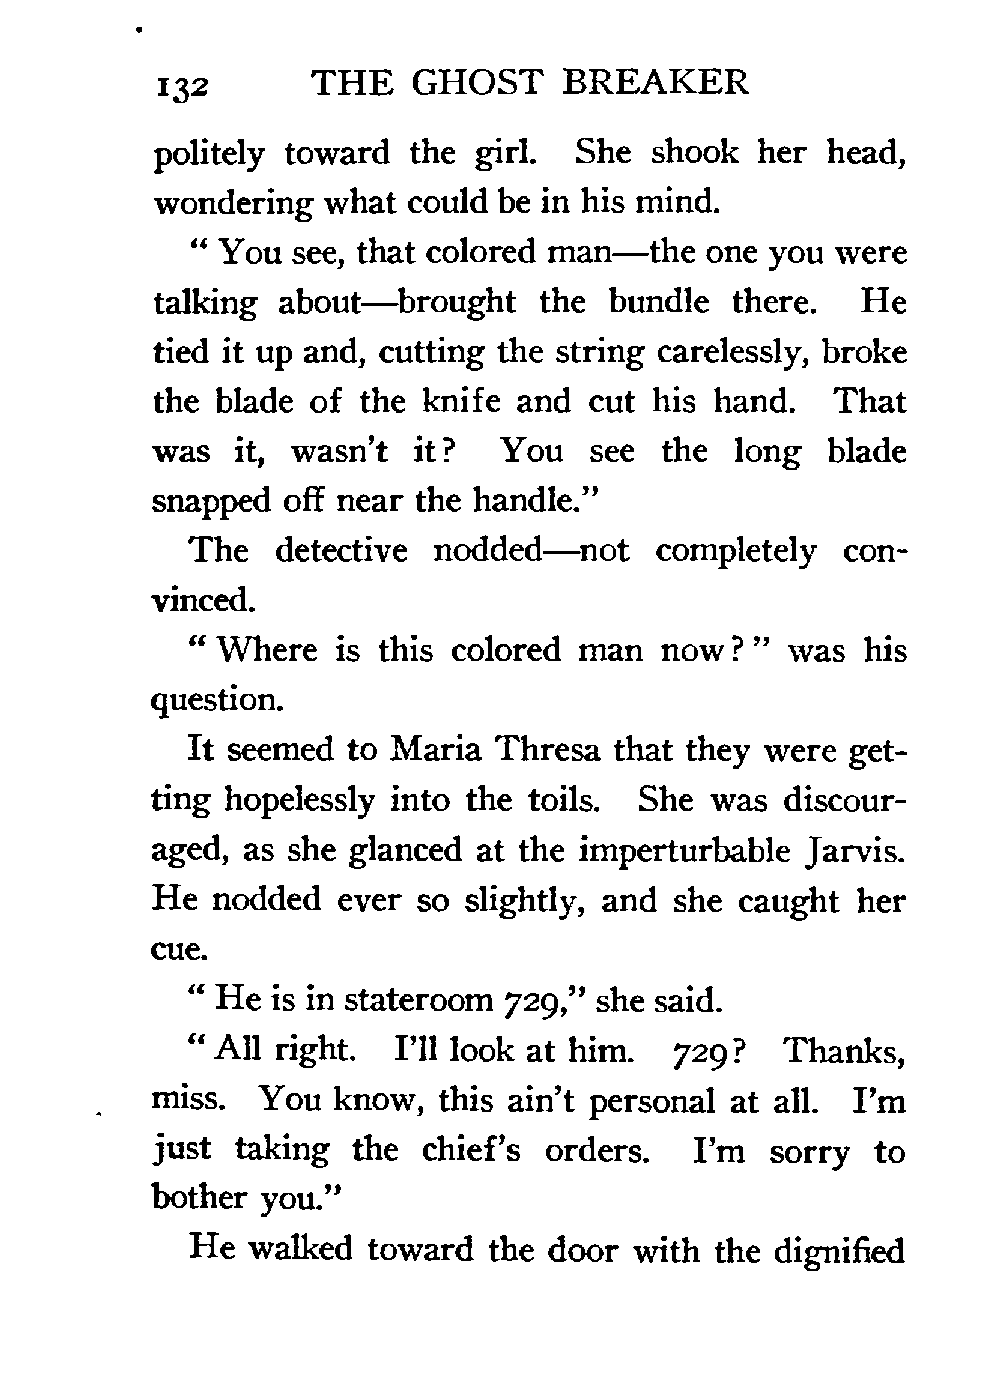 132 THE GHOST BREAKER
politely toward the girl. She shook her head,
wondering what could be in his mind.
“ You see, that colored man—the one you were
talking about—brought the bundle there. He
tied it up and, cutting the string carelessly, broke
the blade of the knife and cut his hand. That
was it, wasn’t it? You see the long blade
snapped off near the handle.”
The detective nodded—not completely con-
vinced.
“ Where is this colored man now? ” was his
question.
It seemed to Maria Thresa that they were get-
ting hopelessly into the toils. She was discour-
aged, as she glanced at the imperturbable Jarvis.
He nodded ever so slightly, and she caught her
cue.
“ He is in stateroom 729,” she said.
“ All right. I’ll look at him. 729? Thanks,
miss. You know, this ain’t personal at all. I’m
just taking the chief’s orders. I’m sorry to
bother you.”
He walked toward the door with the dignified